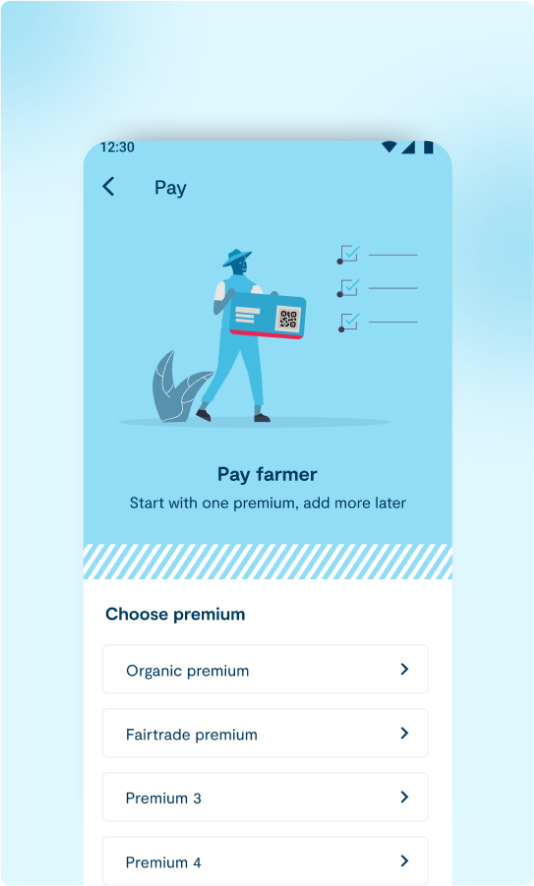 12:30
Pay
Pay farmer
Start with one premium, add more later
Choose premium
Organic premium
Fairtrade premium
Premium 3
Premium 4